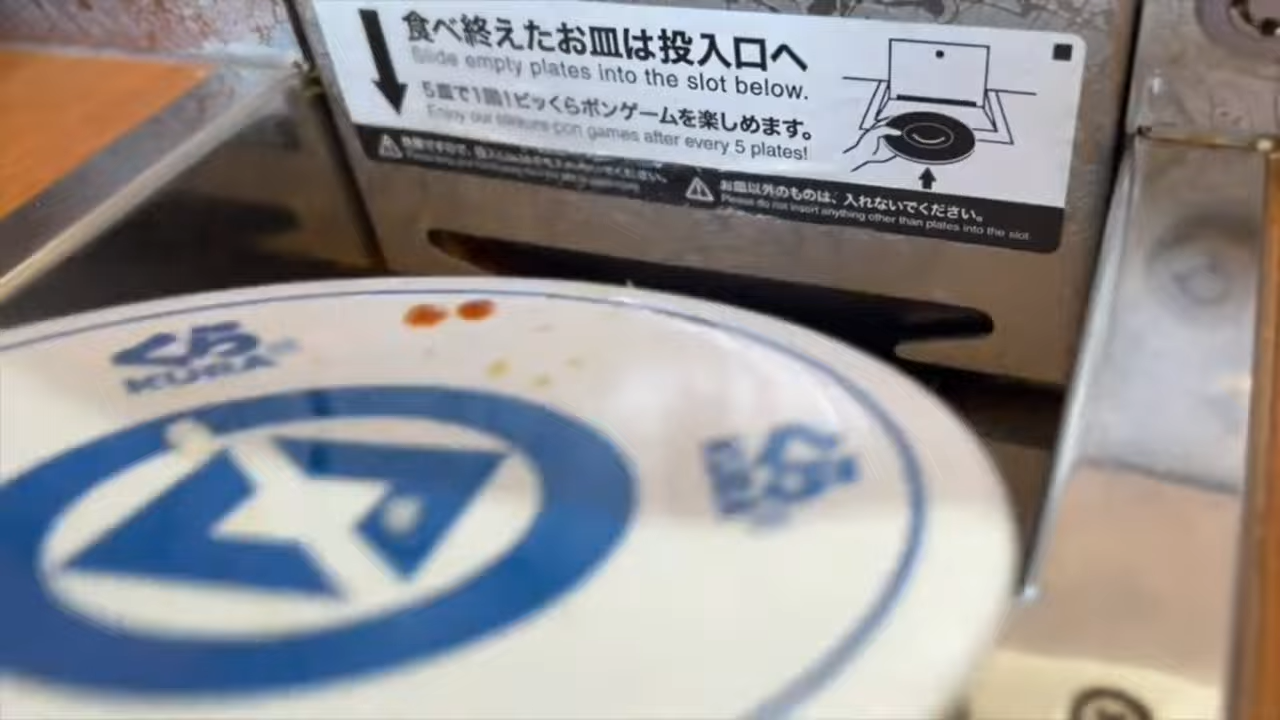 食べ終えたお皿は投入口へ
Slide empty plates into the slot below.
5皿で1回!ビッくらポンゲームを楽しめます。
Enjoy our bikkura-pon games after every 5 plates!
お皿以外のものは、入れないでください。
Please do not insert anything other than plates into the slot
くら
KURA